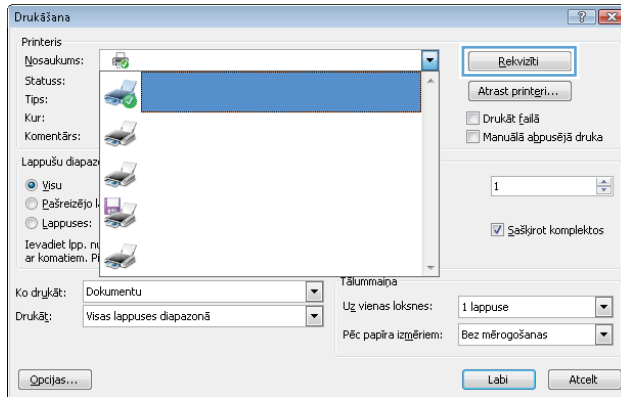 Drukāšana
Printeris
Nosaukums:
Statuss:
Tips:
Kur:
Komentārs:
Rekvizīti
Atrast printeri...
Drukāt failā
Manuālā abpusējā druka
Lappušu
Visu
Pašreizējo
Lappuses:
Ievadiet lpp.
ar komatiem.
1
Sašķirot komplektos
Ko drukāt:
Dokumentu
Drukāt:
Visas lappuses diapazonā
Tālummaiņa
Uz vienas loksnes:
1 lappuse
Pēc papīra izmēriem:
Bez mērogošanas
Opcijas...
Labi
Atcelt